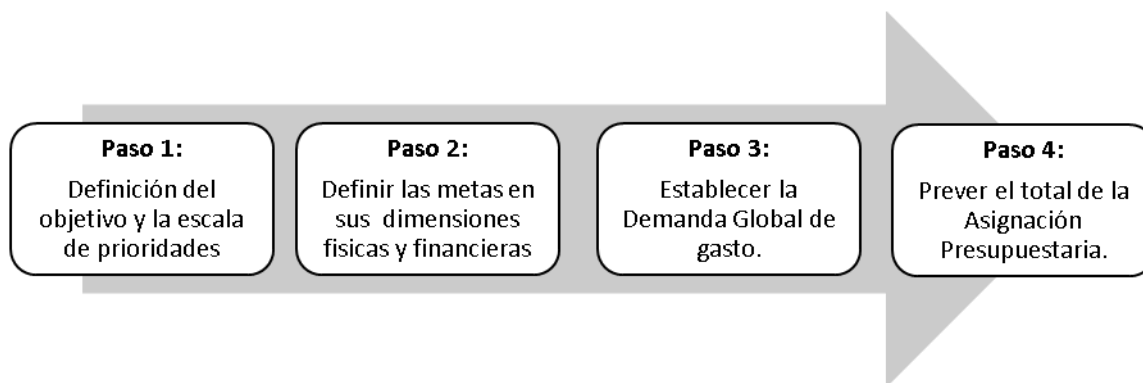 Paso 1:
Definición del
objetivo y la escala
de prioridades
Paso 2:
Definir las metas en
sus dimensiones
fisicas y financieras
Paso 3:
Establecer la
Demanda Global de
gasto.
Paso 4:
Prever el total de la
Asignación
Presupuestaria.